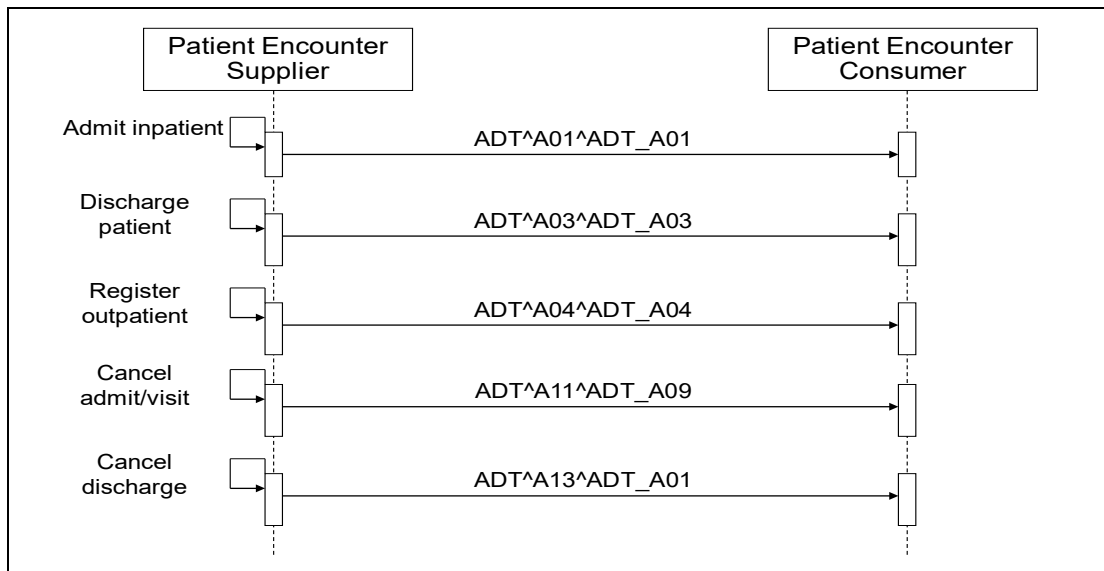 Patient Encounter
Supplier
Patient Encounter
Consumer
Admit inpatient
ADT^A01^ADT_A01
Discharge
patient
ADT^A03^ADT_A03
Register
outpatient
ADT^A04^ADT_A04
Cancel
admit/visit
ADT^A11^ADT_A09
Cancel
discharge
ADT^A13^ADT_A01